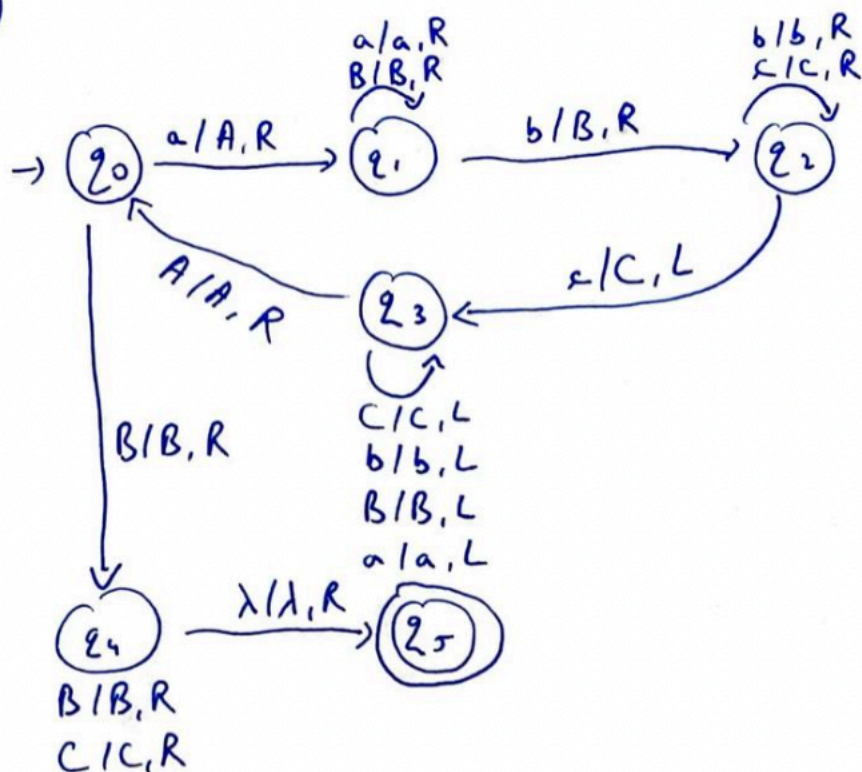 a/a, R
B/B, R
b/b, R
c/C, R
→ q0
a/A, R
q1
b/B, R
q2
A/A, R
q3
c/C, L
C/C, L
b/b, L
B/B, L
a/a, L
B/B, R
q4
λ/λ, R
q5
B/B, R
C/C, R